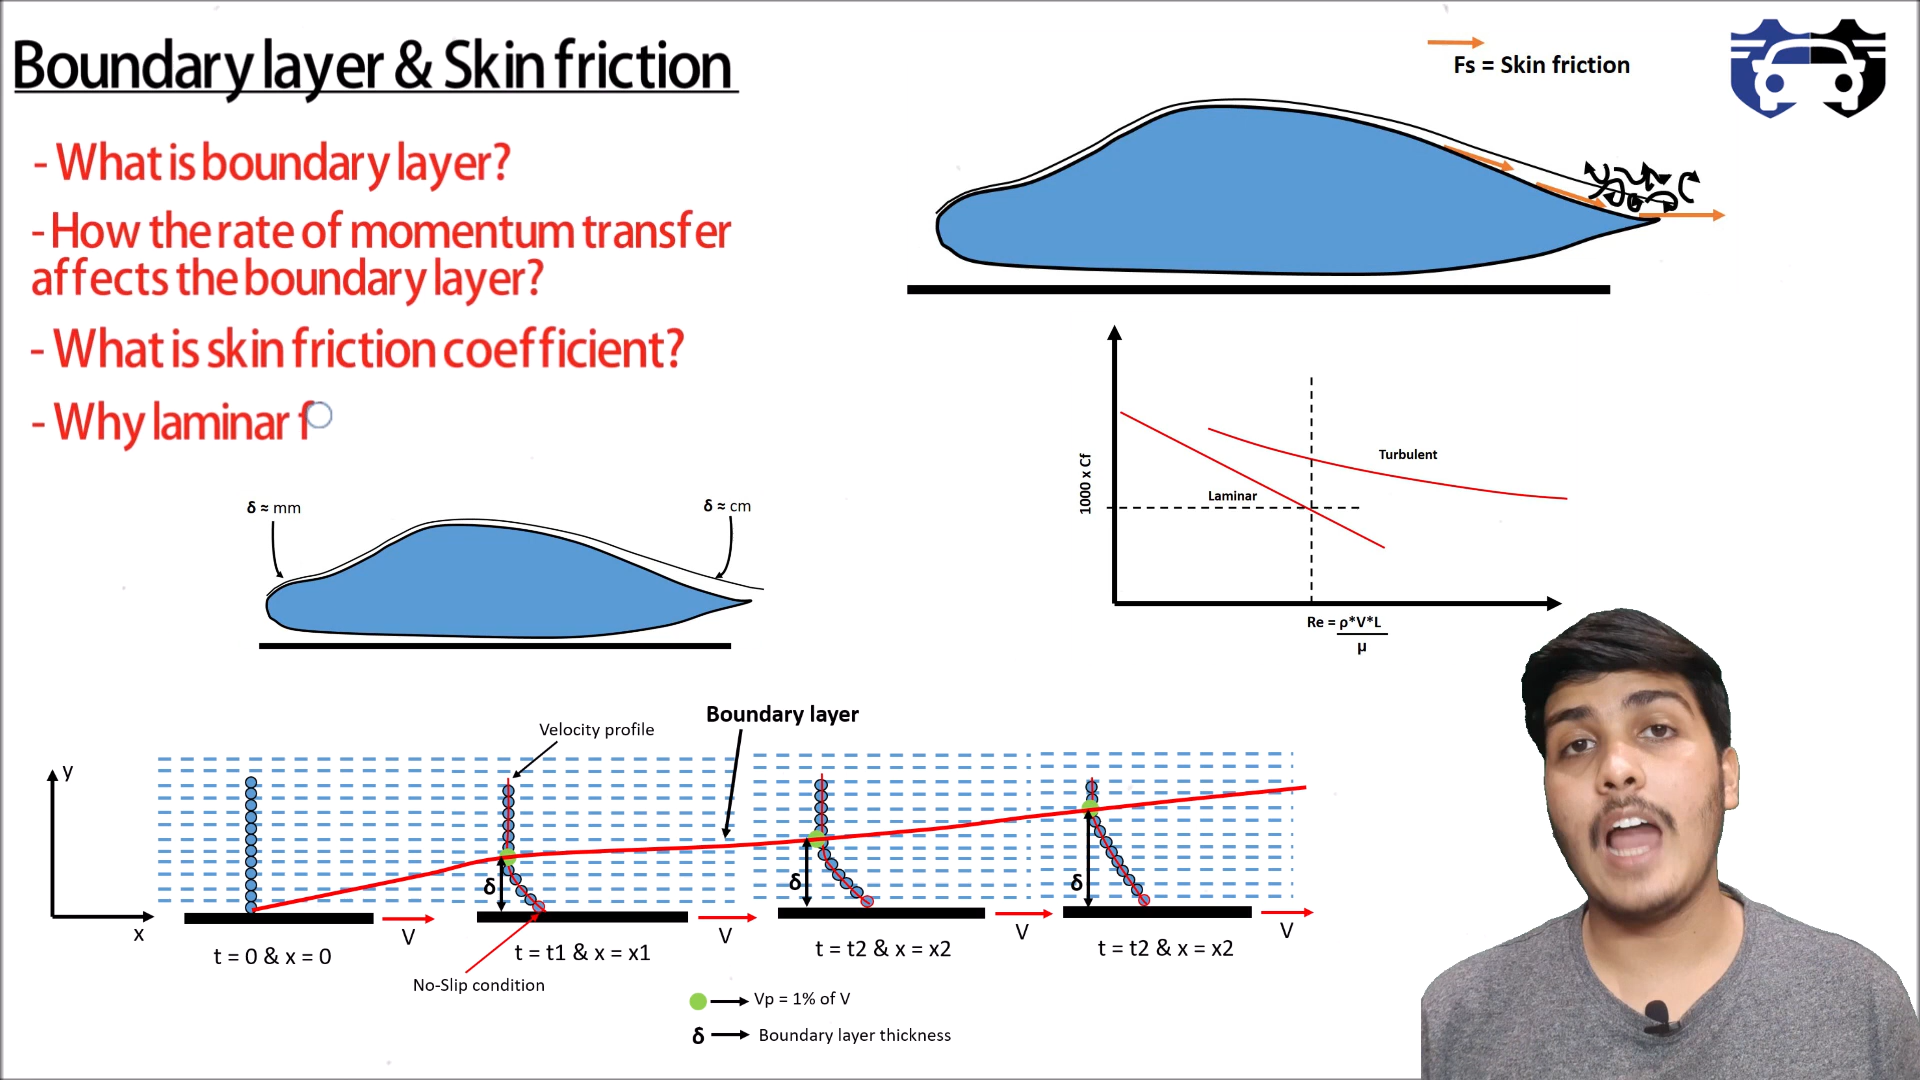 Boundary layer & Skin friction
- What is boundary layer?
- How the rate of momentum transfer
affects the boundary layer?
- What is skin friction coefficient?
- Why laminar f
Fs = Skin friction
δ ≈ mm
δ ≈ cm
1000 x Cf
Turbulent
Laminar
Re = ρ*V*L
μ
Boundary layer
Velocity profile
y
x
δ
δ
δ
V
V
V
V
t = 0 & x = 0
t = t1 & x = x1
t = t2 & x = x2
t = t2 & x = x2
No-Slip condition
Vp = 1% of V
δ
Boundary layer thickness